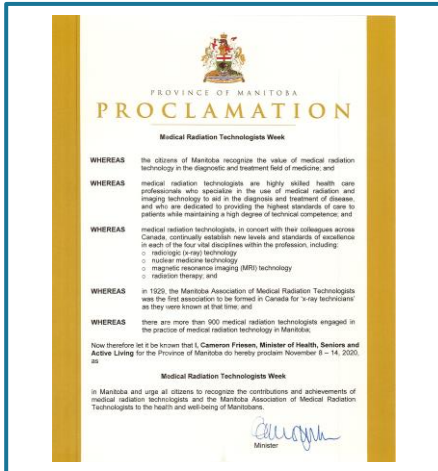 PROVINCE OF MANITOBA
PROCLAMATION
Medical Radiation Technologists Week
WHEREAS the citizens of Manitoba recognize the value of medical radiation
technology in the diagnostic and treatment field of medicine; and
WHEREAS medical radiation technologists are highly skilled health care
professionals who specialize in the use of medical radiation and
imaging technology to aid in the diagnosis and treatment of disease,
and who are dedicated to providing the highest standards of care to
patients while maintaining a high degree of technical competence; and
WHEREAS medical radiation technologists, in concert with their colleagues across
Canada, continually establish new levels and standards of excellence
in each of the four vital disciplines within the profession, including:
o radiologic (x-ray) technology
o nuclear medicine technology
o magnetic resonance imaging (MRI) technology
o radiation therapy; and
WHEREAS in 1929, the Manitoba Association of Medical Radiation Technologists
was the first association to be formed in Canada for 'x-ray technicians'
as they were known at that time; and
WHEREAS there are more than 900 medical radiation technologists engaged in
the practice of medical radiation technology in Manitoba;
Now therefore let it be known that I, Cameron Friesen, Minister of Health, Seniors and
Active Living for the Province of Manitoba do hereby proclaim November 8 – 14, 2020,
as
Medical Radiation Technologists Week
in Manitoba and urge all citizens to recognize the contributions and achievements of
medical radiation technologists and the Manitoba Association of Medical Radiation
Technologists to the health and well-being of Manitobans.
Minister